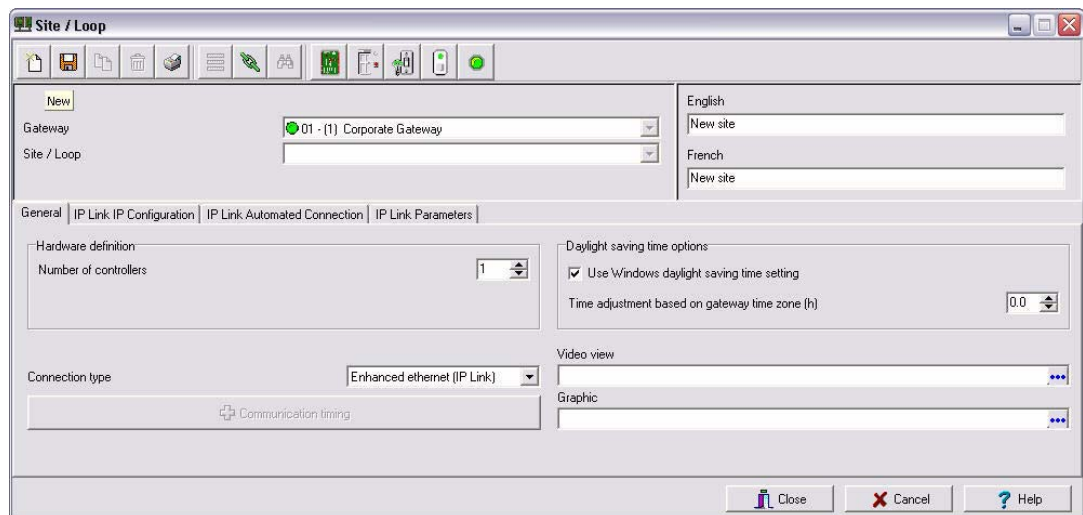 Site / Loop
New
Gateway
01 - (1) Corporate Gateway
Site / Loop
English
New site
French
New site
General
IP Link IP Configuration
IP Link Automated Connection
IP Link Parameters
Hardware definition
Number of controllers
1
Daylight saving time options
Use Windows daylight saving time setting
Time adjustment based on gateway time zone (h)
0.0
Connection type
Enhanced ethernet (IP Link)
Communication timing
Video view
Graphic
Close
Cancel
Help